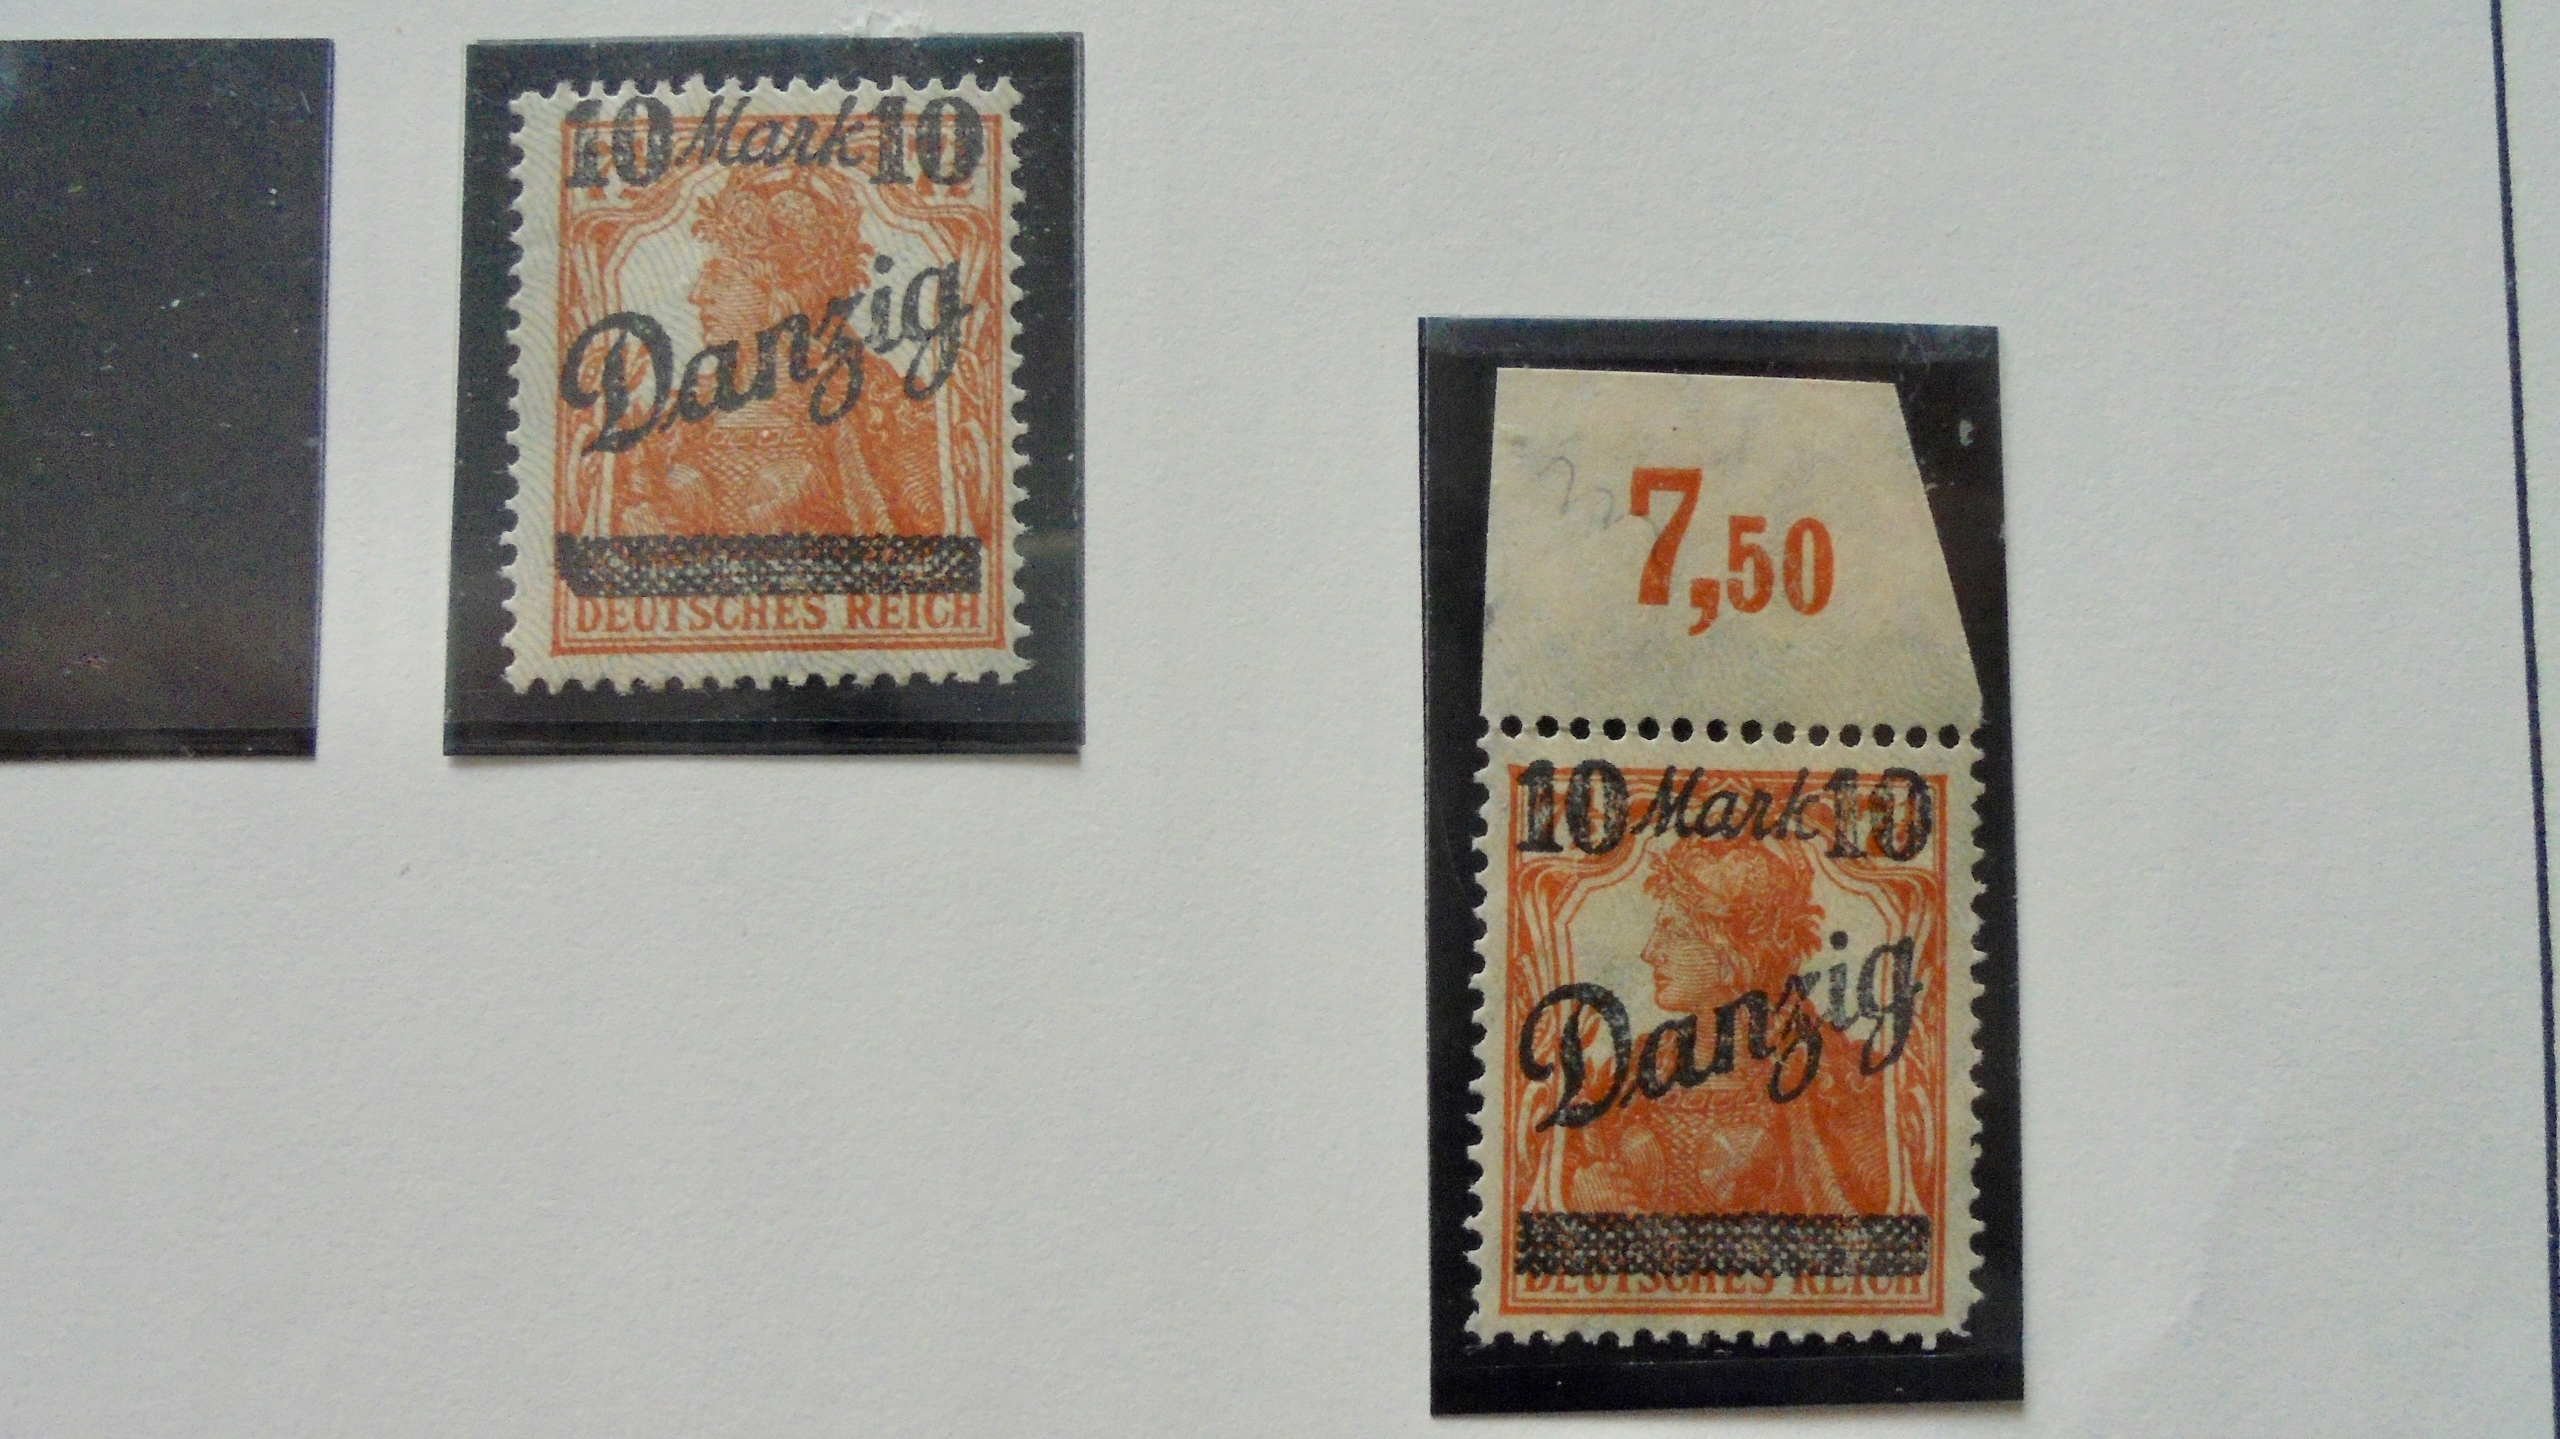 10 Mark 10
Danzig
DEUTSCHES REICH
7,50
10 Mark 10
Danzig
DEUTSCHES REICH